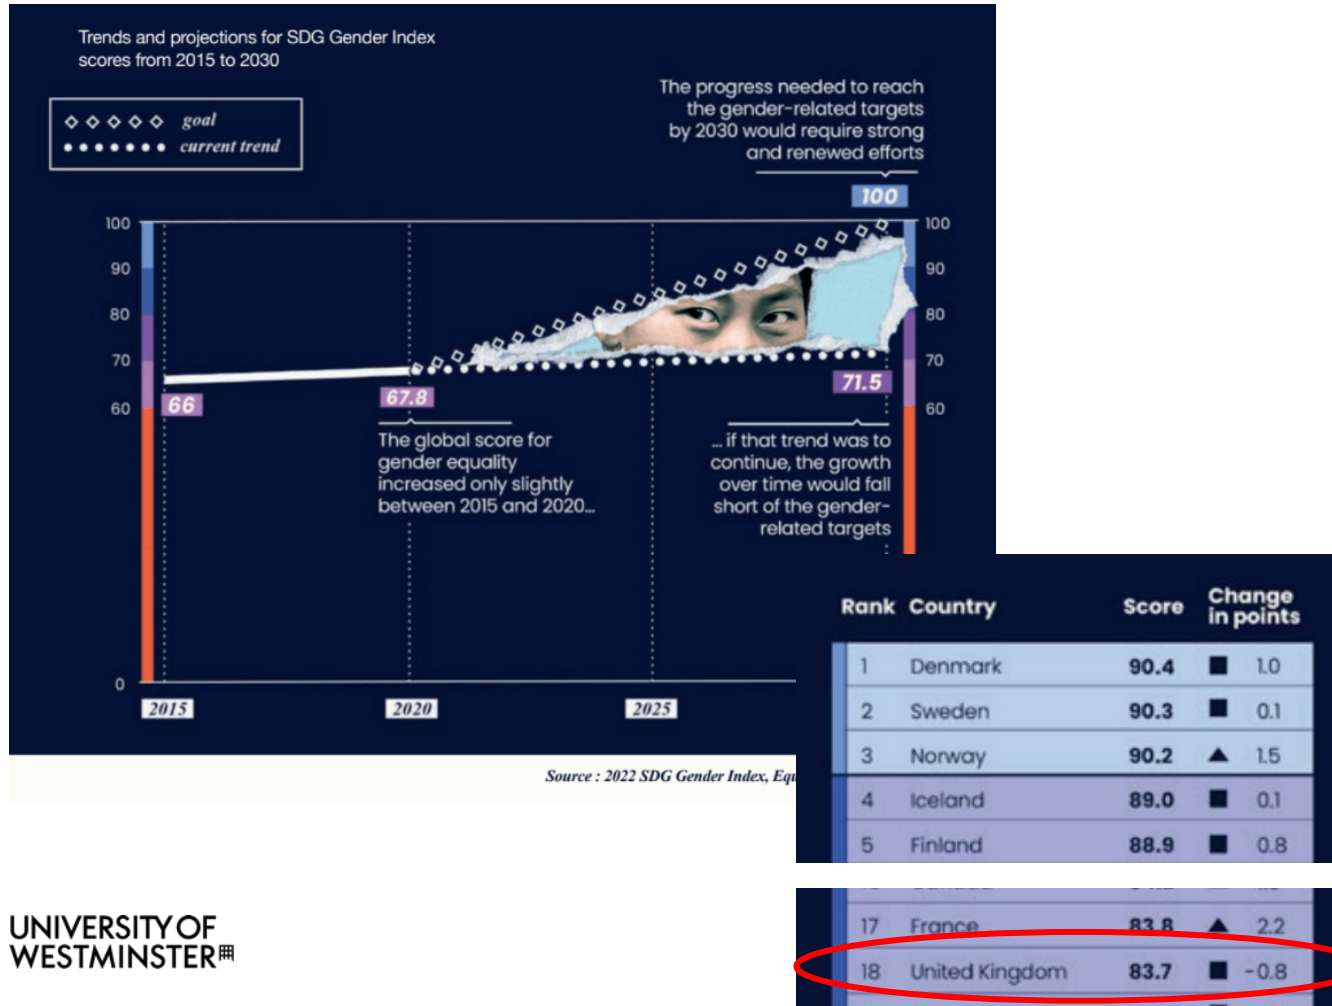 Trends and projections for SDG Gender Index
scores from 2015 to 2030
goal
current trend
The progress needed to reach
the gender-related targets
by 2030 would require strong
and renewed efforts
100
100
90
80
70
60
0
100
90
80
70
60
66
67.8
71.5
The global score for
gender equality
increased only slightly
between 2015 and 2020...
... if that trend was to
continue, the growth
over time would fall
short of the gender-
related targets
2015
2020
2025
Source : 2022 SDG Gender Index,
Rank Country Score Change
in points
1 Denmark 90.4 1.0
2 Sweden 90.3 0.1
3 Norway 90.2 1.5
4 Iceland 89.0 0.1
5 Finland 88.9 0.8
17 France 83.8 2.2
18 United Kingdom 83.7 -0.8
UNIVERSITY OF
WESTMINSTER